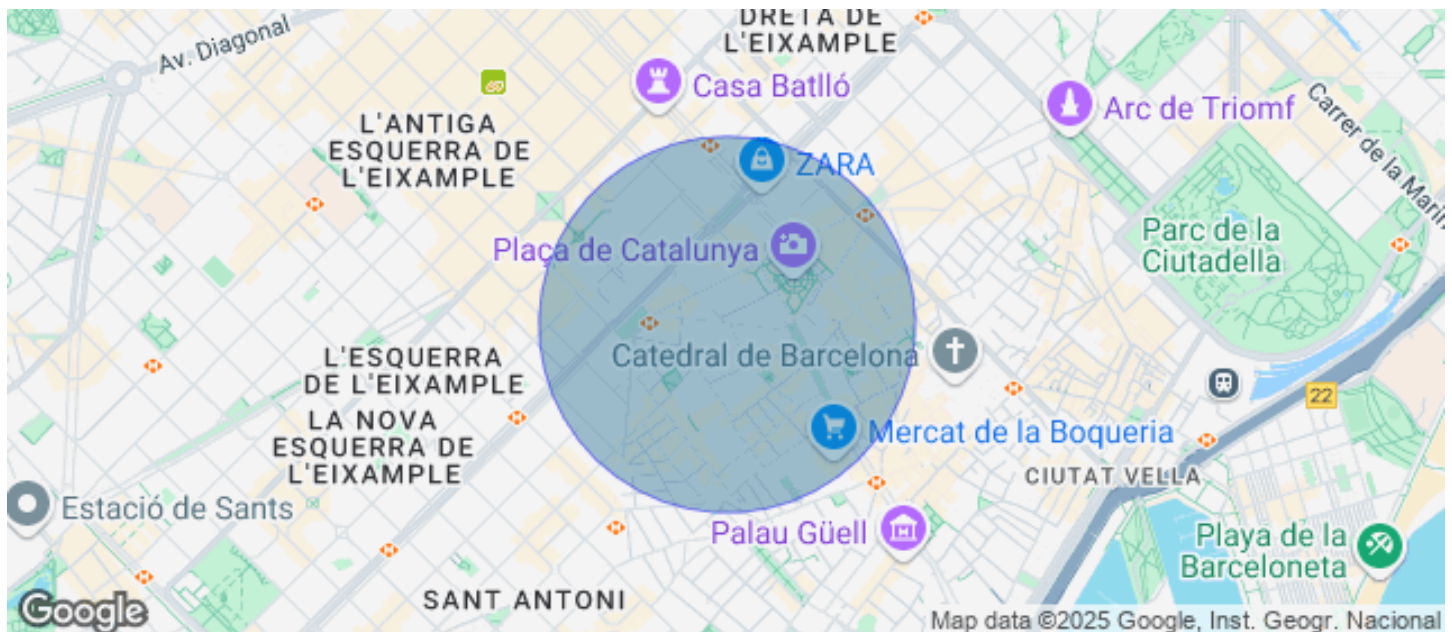 DRETA DE
L'EIXAMPLE
Av. Diagonal
Casa Batlló
Arc de Triomf
Carrer de la Marin
L'ANTIGA
ESQUERRA DE
L'EIXAMPLE
ZARA
Plaça de Catalunya
Parc de la
Ciutadella
L'ESQUERRA
DE L'EIXAMPLE
Catedral de Barcelona
22
LA NOVA
ESQUERRA DE
L'EIXAMPLE
Mercat de la Boqueria
CIUTAT VELLA
Estació de Sants
Palau Güell
Playa de la
Barceloneta
SANT ANTONI
Google
Map data ©2025 Google, Inst. Geogr. Nacional